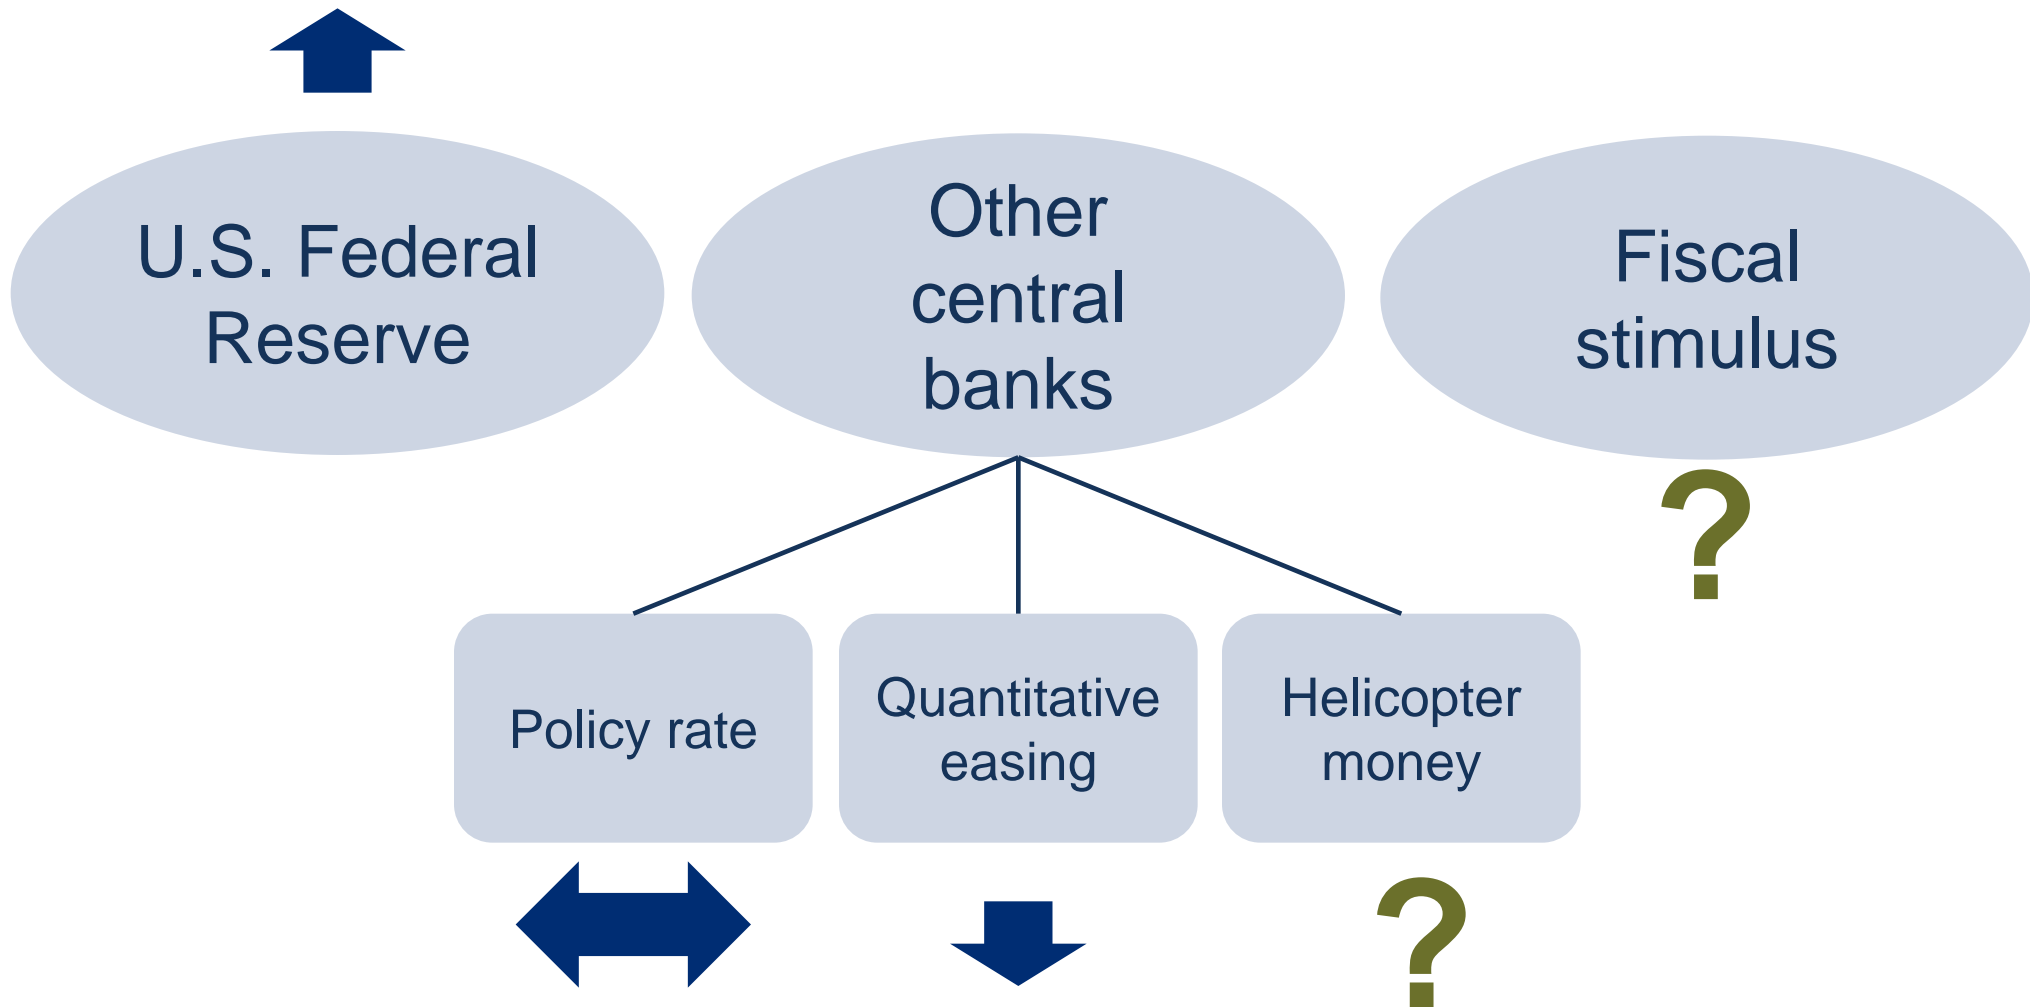 U.S. Federal
Reserve
Other
central
banks
Fiscal
stimulus
?
Policy rate
Quantitative
easing
Helicopter
money
?